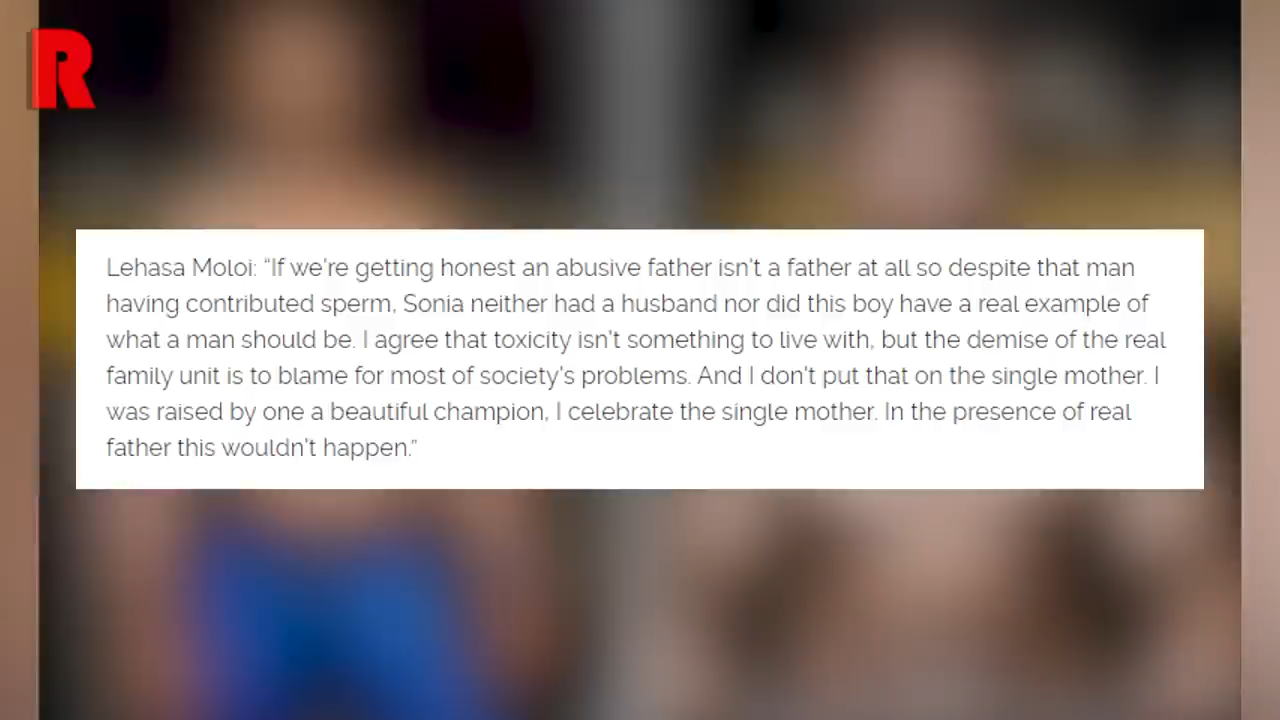 R
Lehasa Moloi: “If we're getting honest an abusive father isn't a father at all so despite that man
having contributed sperm, Sonia neither had a husband nor did this boy have a real example of
what a man should be. I agree that toxicity isn't something to live with, but the demise of the real
family unit is to blame for most of society's problems. And I don't put that on the single mother. I
was raised by one a beautiful champion, I celebrate the single mother. In the presence of real
father this wouldn't happen.”